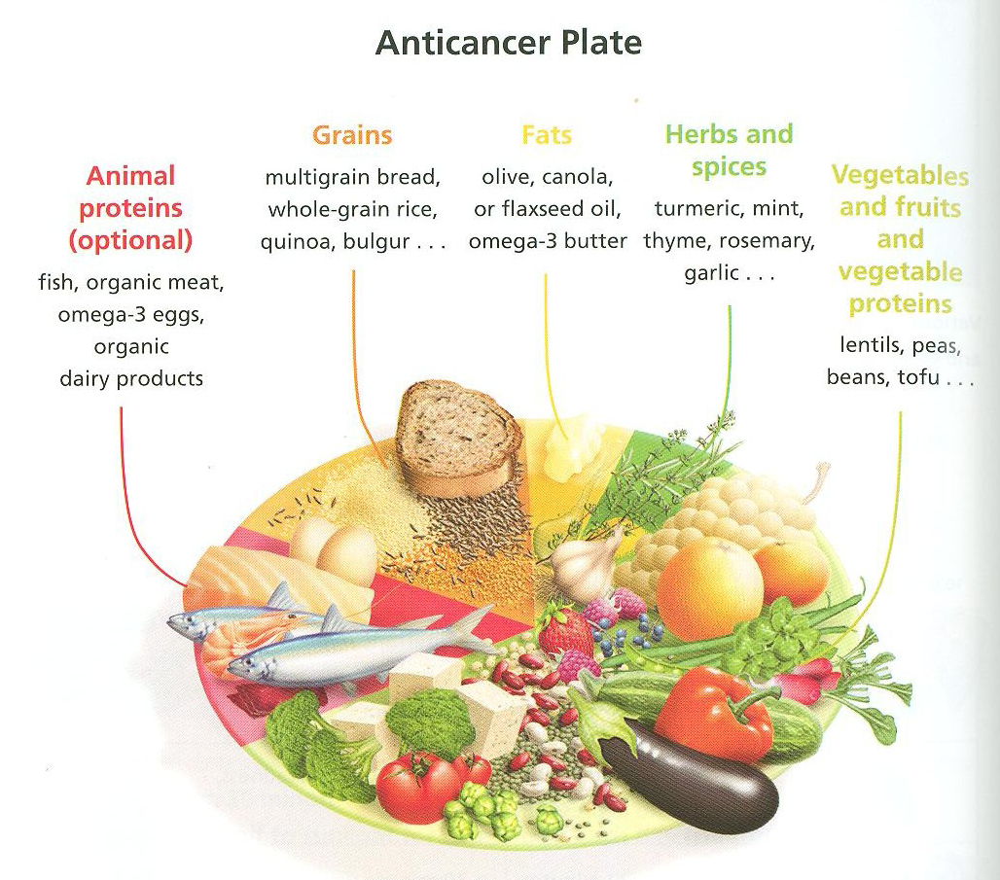 Anticancer Plate
Animal
proteins
(optional)
fish, organic meat,
omega-3 eggs,
organic
dairy products
Grains
multigrain bread,
whole-grain rice,
quinoa, bulgur . . .
Fats
olive, canola,
or flaxseed oil,
omega-3 butter
Herbs and
spices
turmeric, mint,
thyme, rosemary,
garlic . . .
Vegetables
and fruits
and
vegetable
proteins
lentils, peas,
beans, tofu . . .